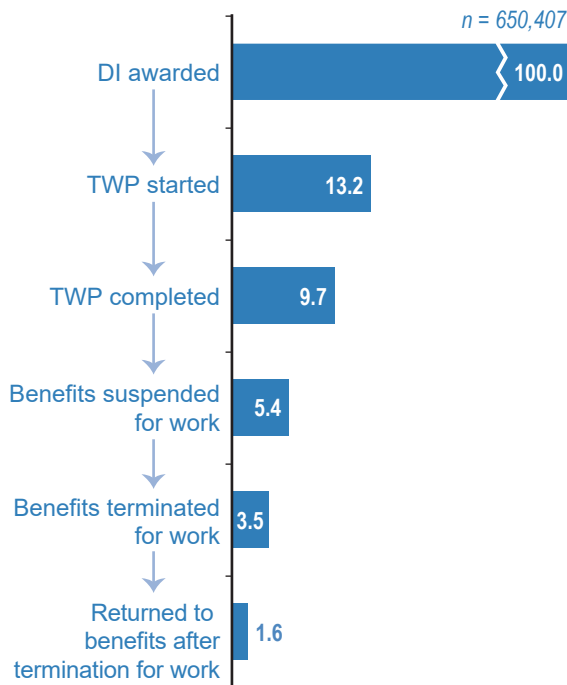 n = 650,407
DI awarded
100.0
TWP started
13.2
TWP completed
9.7
Benefits suspended
for work
5.4
Benefits terminated
for work
3.5
Returned to
benefits after
termination for work
1.6